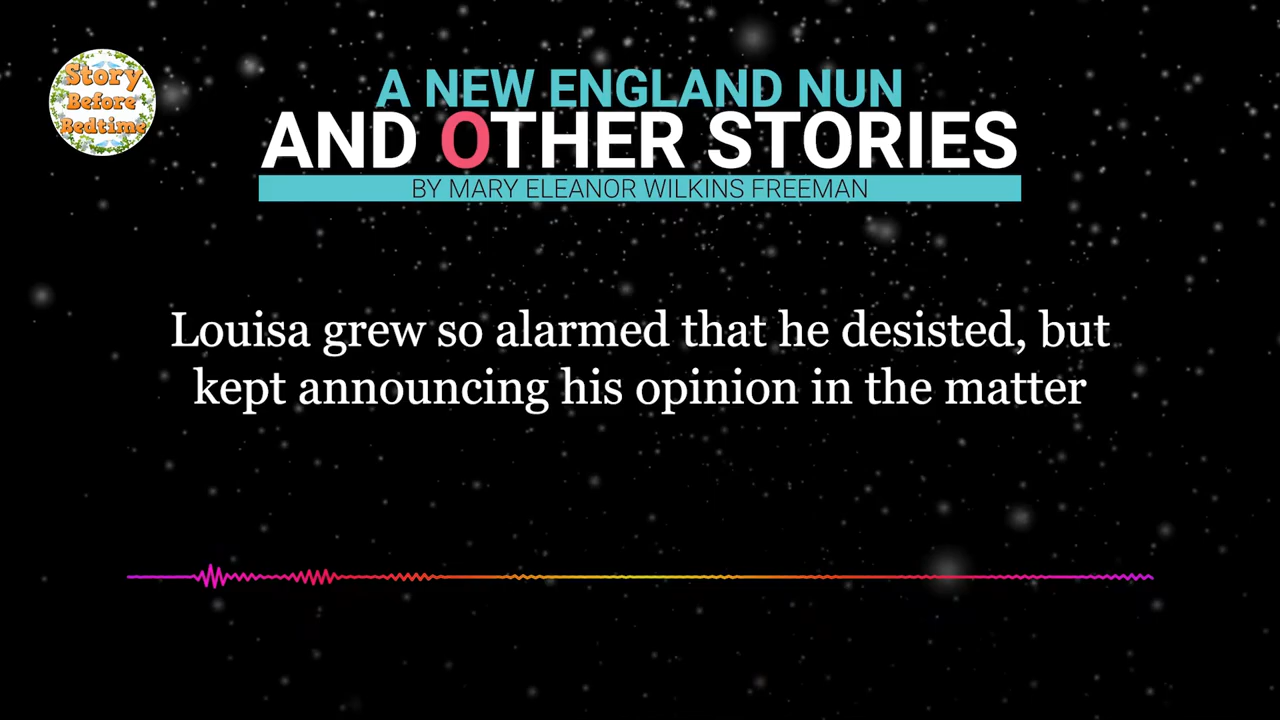 Story
Before
Bedtime
A NEW ENGLAND NUN
AND OTHER STORIES
BY MARY ELEANOR WILKINS FREEMAN
Louisa grew so alarmed that he desisted, but
kept announcing his opinion in the matter